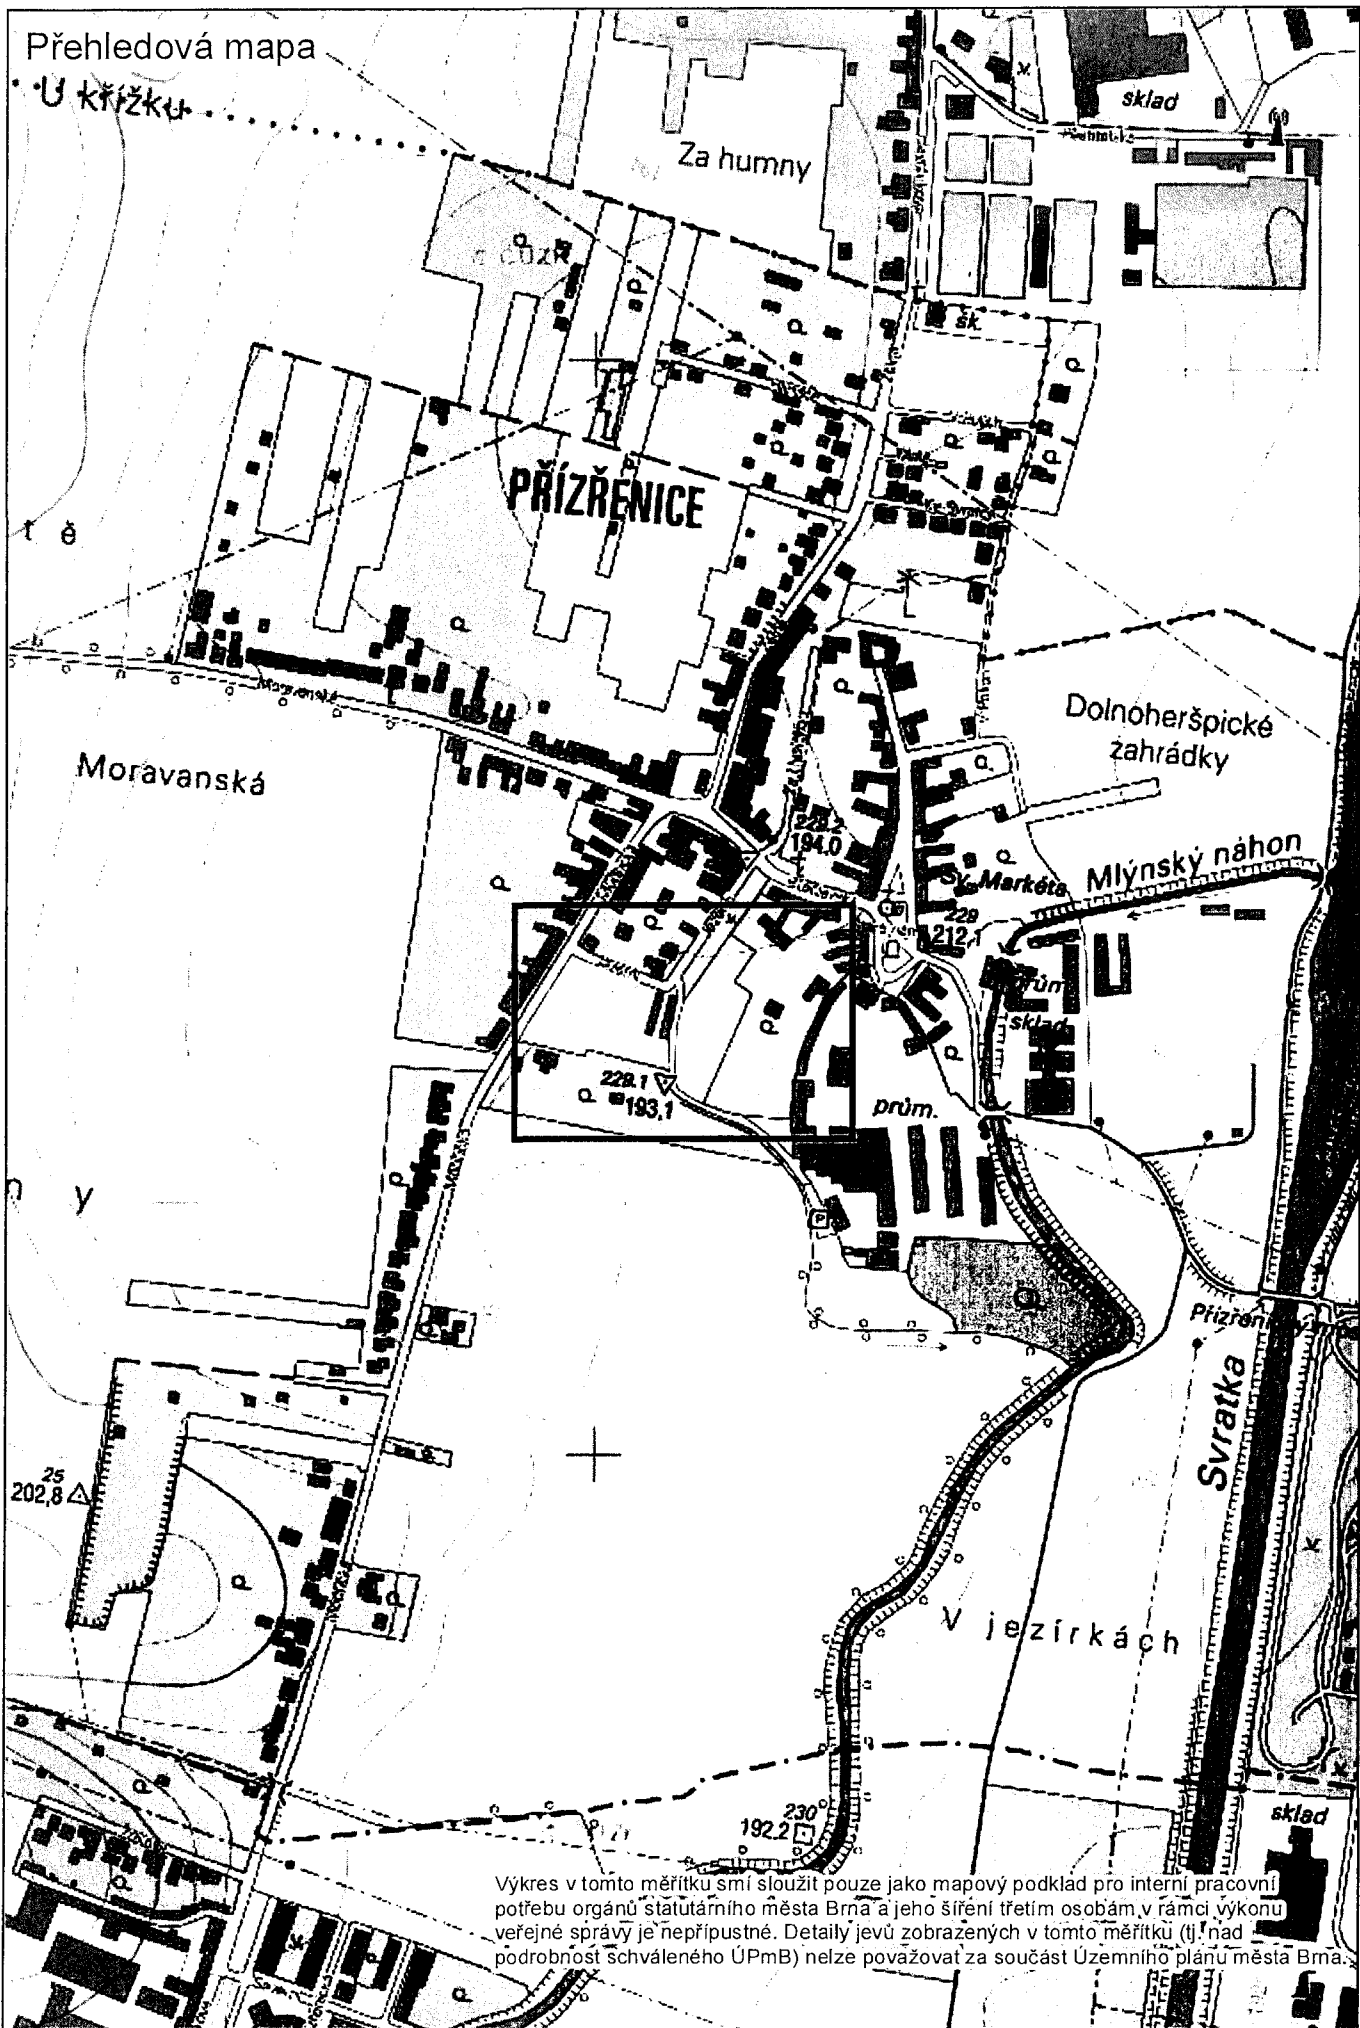 Přehledová mapa
U křížku
sklad
Za humny
© ČÚZK
šk.
PŘÍZŘENICE
t ě
Moravanská
Dolnoheršpické
zahrádky
Moravanská
229.2
194,0
Mlýnský náhon
Sv. Markéta
229
212,1
prům.
sklad
229.1
193,1
prům.
n y
Svratka
25
202,8
V jezírkách
230
192.2
sklad
Výkres v tomto měřítku smí sloužit pouze jako mapový podklad pro interní pracovní
potřebu orgánů statutárního města Brna a jeho šíření třetím osobám v rámci výkonu
veřejné správy je nepřípustné. Detaily jevů zobrazených v tomto měřítku (tj. nad
podrobnost schváleného ÚPmB) nelze považovat za součást Územního plánu města Brna.